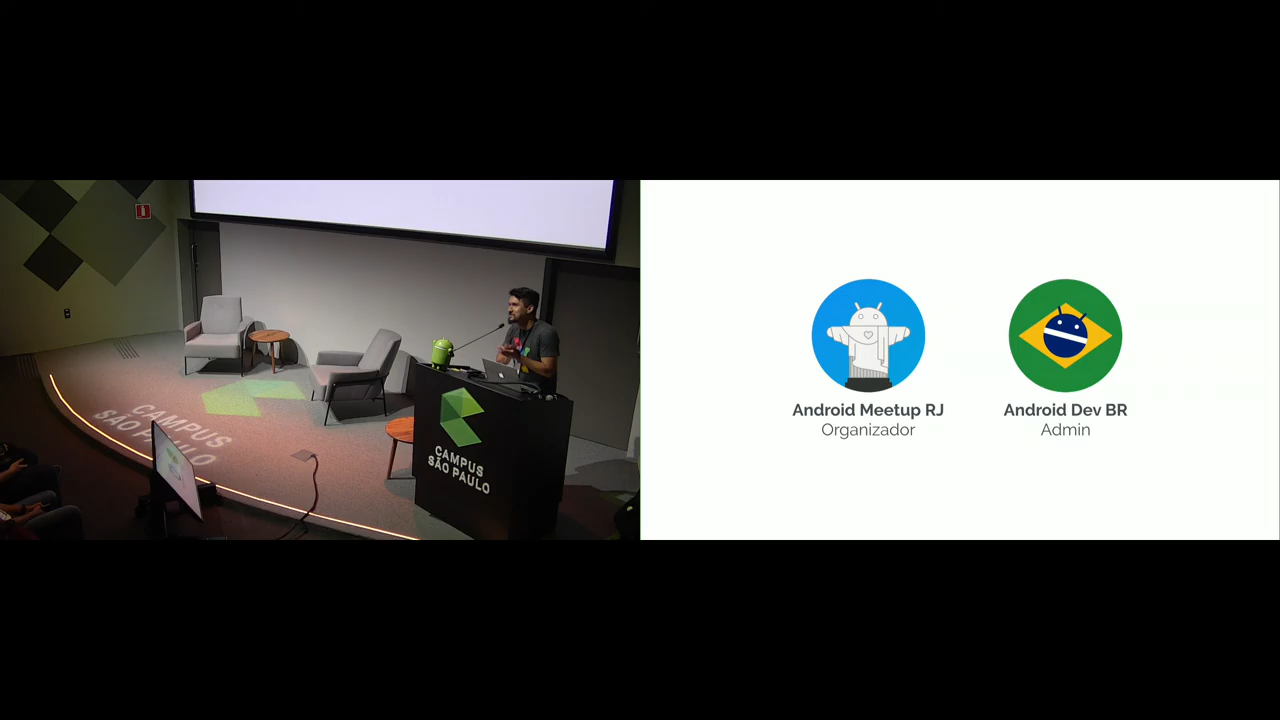 CAMPUS
SÃO PAULO
CAMPUS
SÃO PAULO
Android Meetup RJ
Organizador
Android Dev BR
Admin